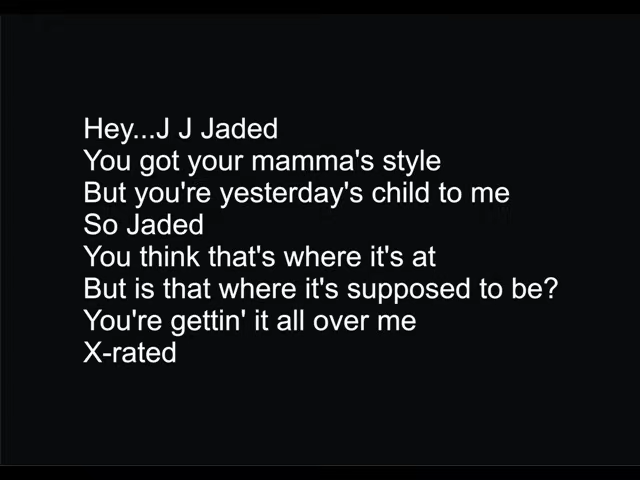 Hey...J J Jaded
You got your mamma's style
But you're yesterday's child to me
So Jaded
You think that's where it's at
But is that where it's supposed to be?
You're gettin' it all over me
X-rated